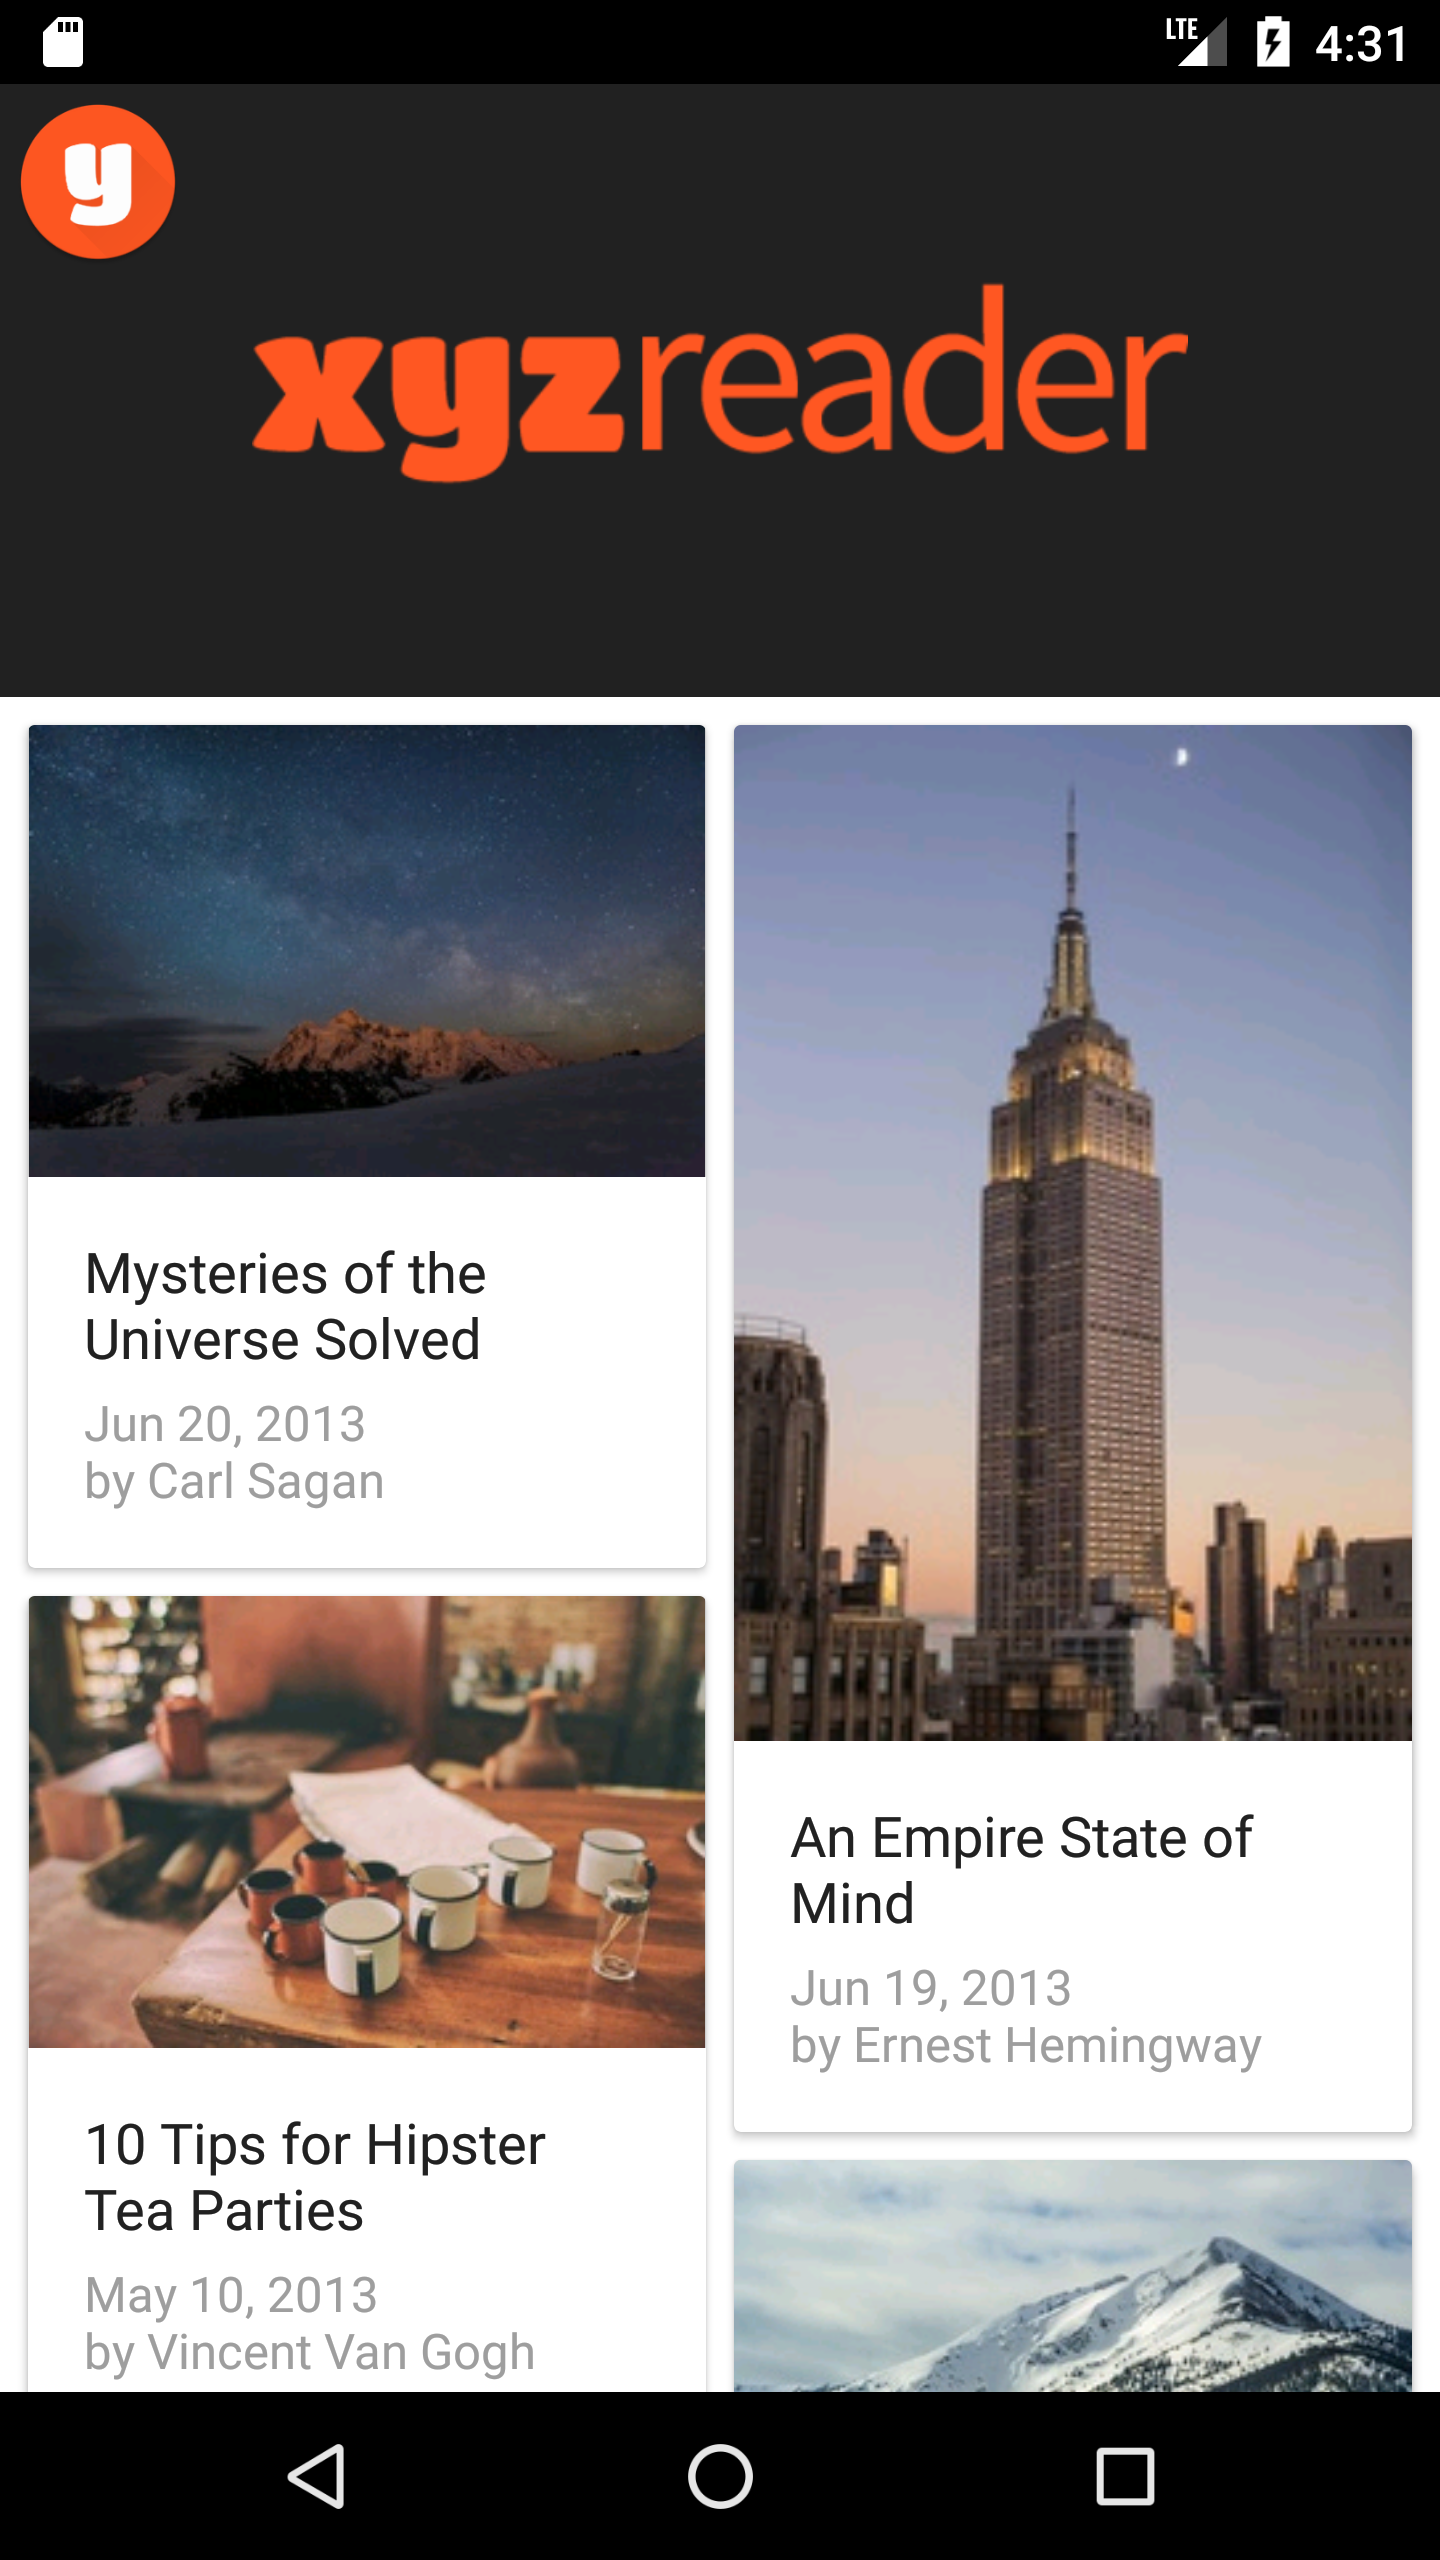 LTE 4:31
y
xyzreader
Mysteries of the
Universe Solved
Jun 20, 2013
by Carl Sagan
An Empire State of
Mind
Jun 19, 2013
by Ernest Hemingway
10 Tips for Hipster
Tea Parties
May 10, 2013
by Vincent Van Gogh